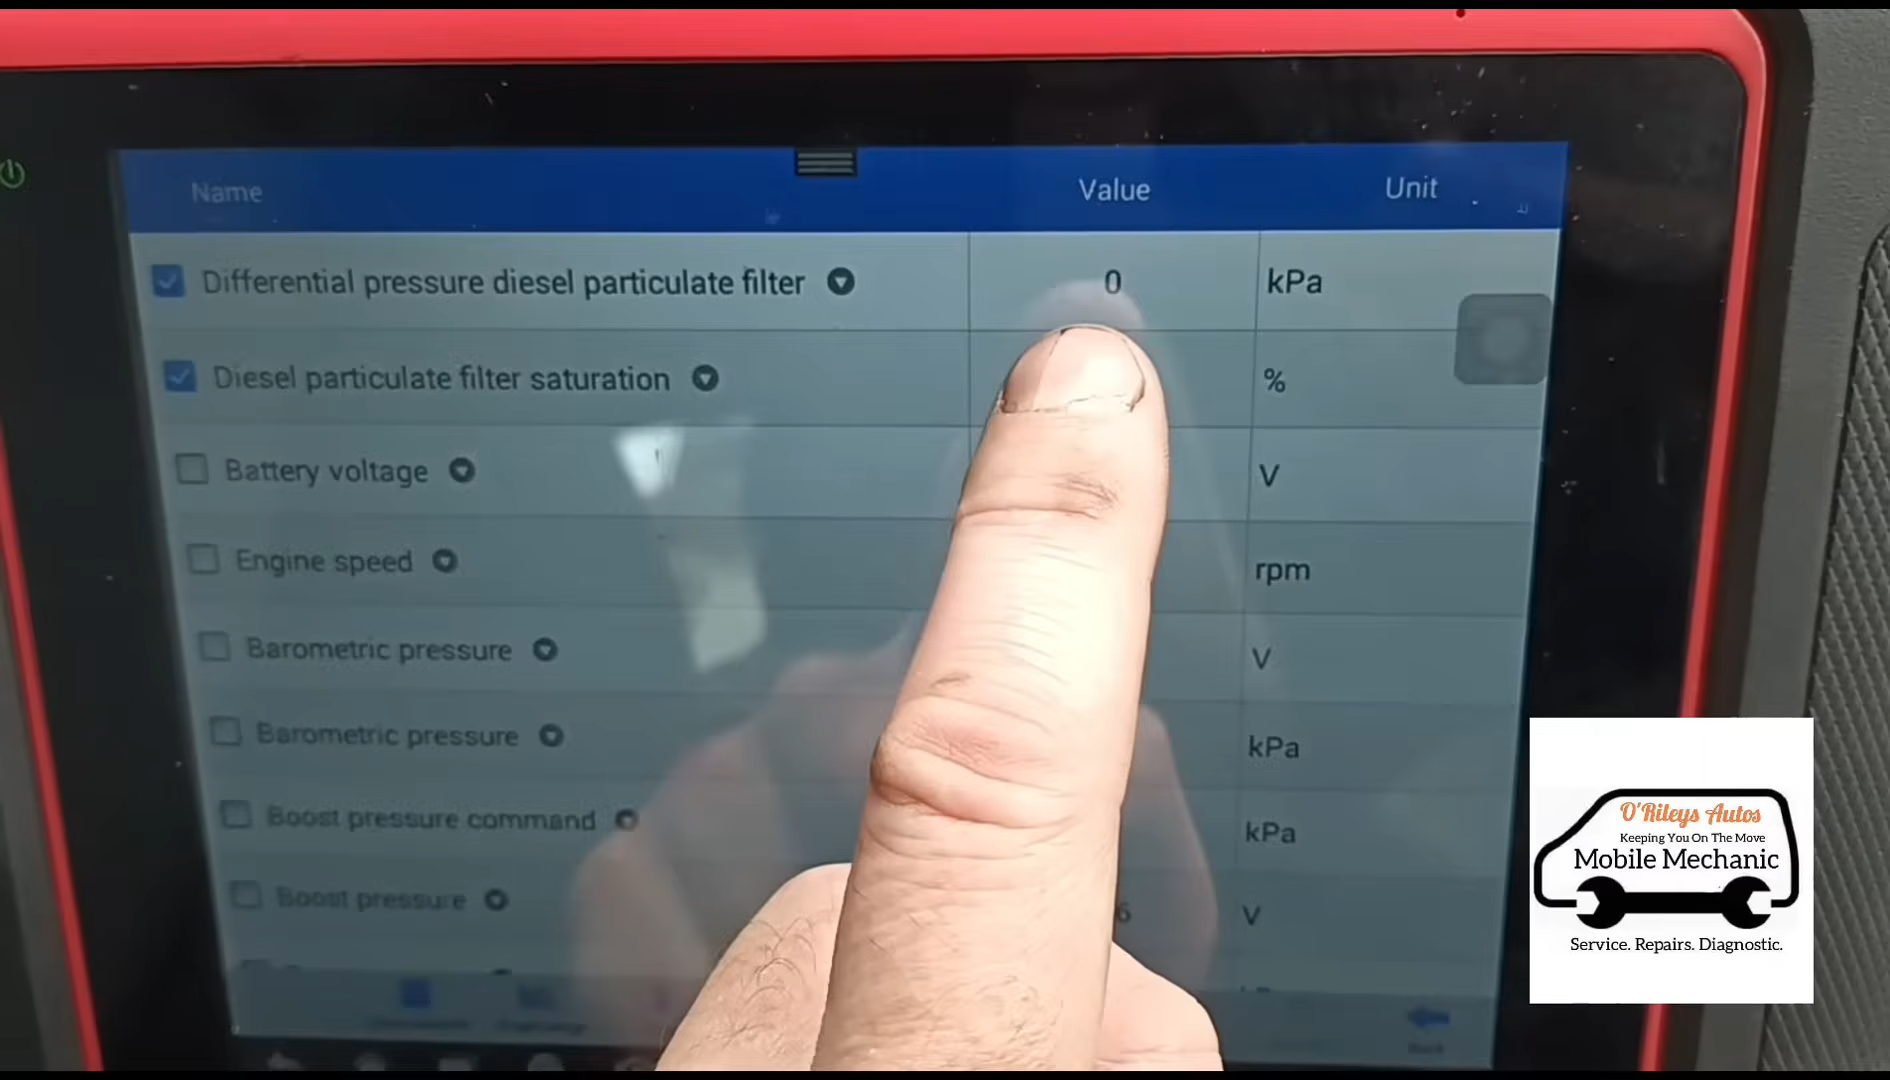 Name Value Unit
Differential pressure diesel particulate filter 0 kPa
Diesel particulate filter saturation %
Battery voltage V
Engine speed rpm
Barometric pressure V
Barometric pressure kPa
Boost pressure command kPa
Boost pressure 6 V
Back
O'Rileys Autos
Keeping You On The Move
Mobile Mechanic
Service. Repairs. Diagnostic.